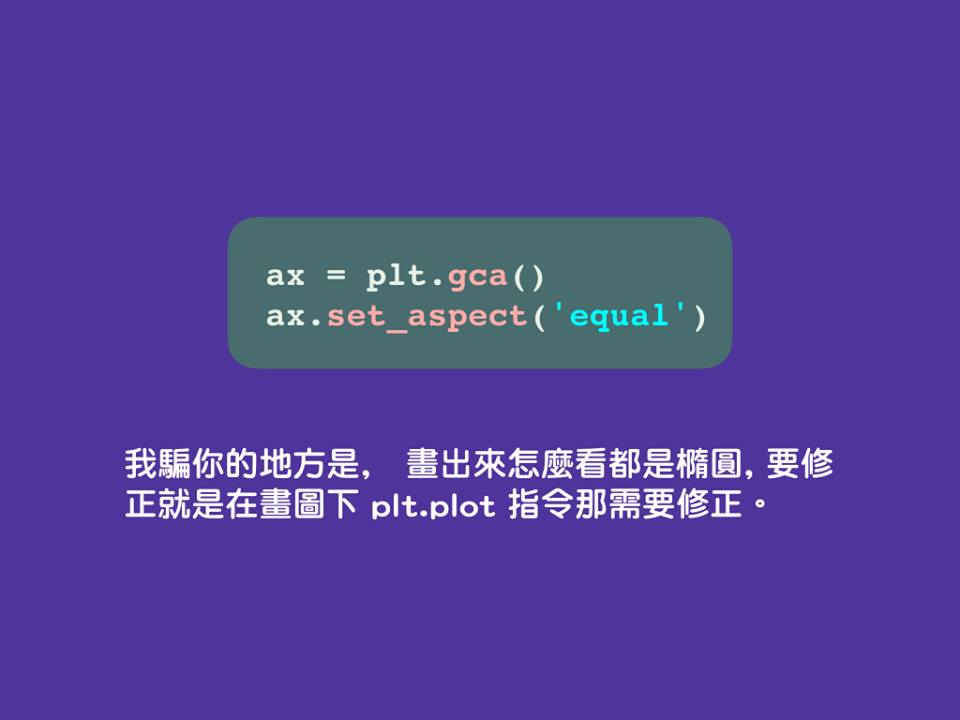 ax = plt.gca()
ax.set_aspect('equal')
我騙你的地方是, 畫出來怎麼看都是橢圓, 要修
正就是在畫圖下 plt.plot 指令那需要修正。